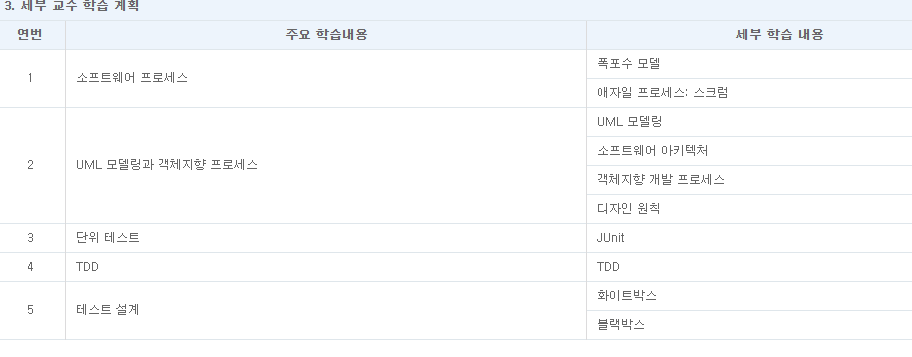 3. 세부 교수 학습 계획
연번 주요 학습내용 세부 학습 내용
1 소프트웨어 프로세스 폭포수 모델
애자일 프로세스: 스크럼
2 UML 모델링과 객체지향 프로세스 UML 모델링
소프트웨어 아키텍처
객체지향 개발 프로세스
디자인 원칙
3 단위 테스트 JUnit
4 TDD TDD
5 테스트 설계 화이트박스
블랙박스